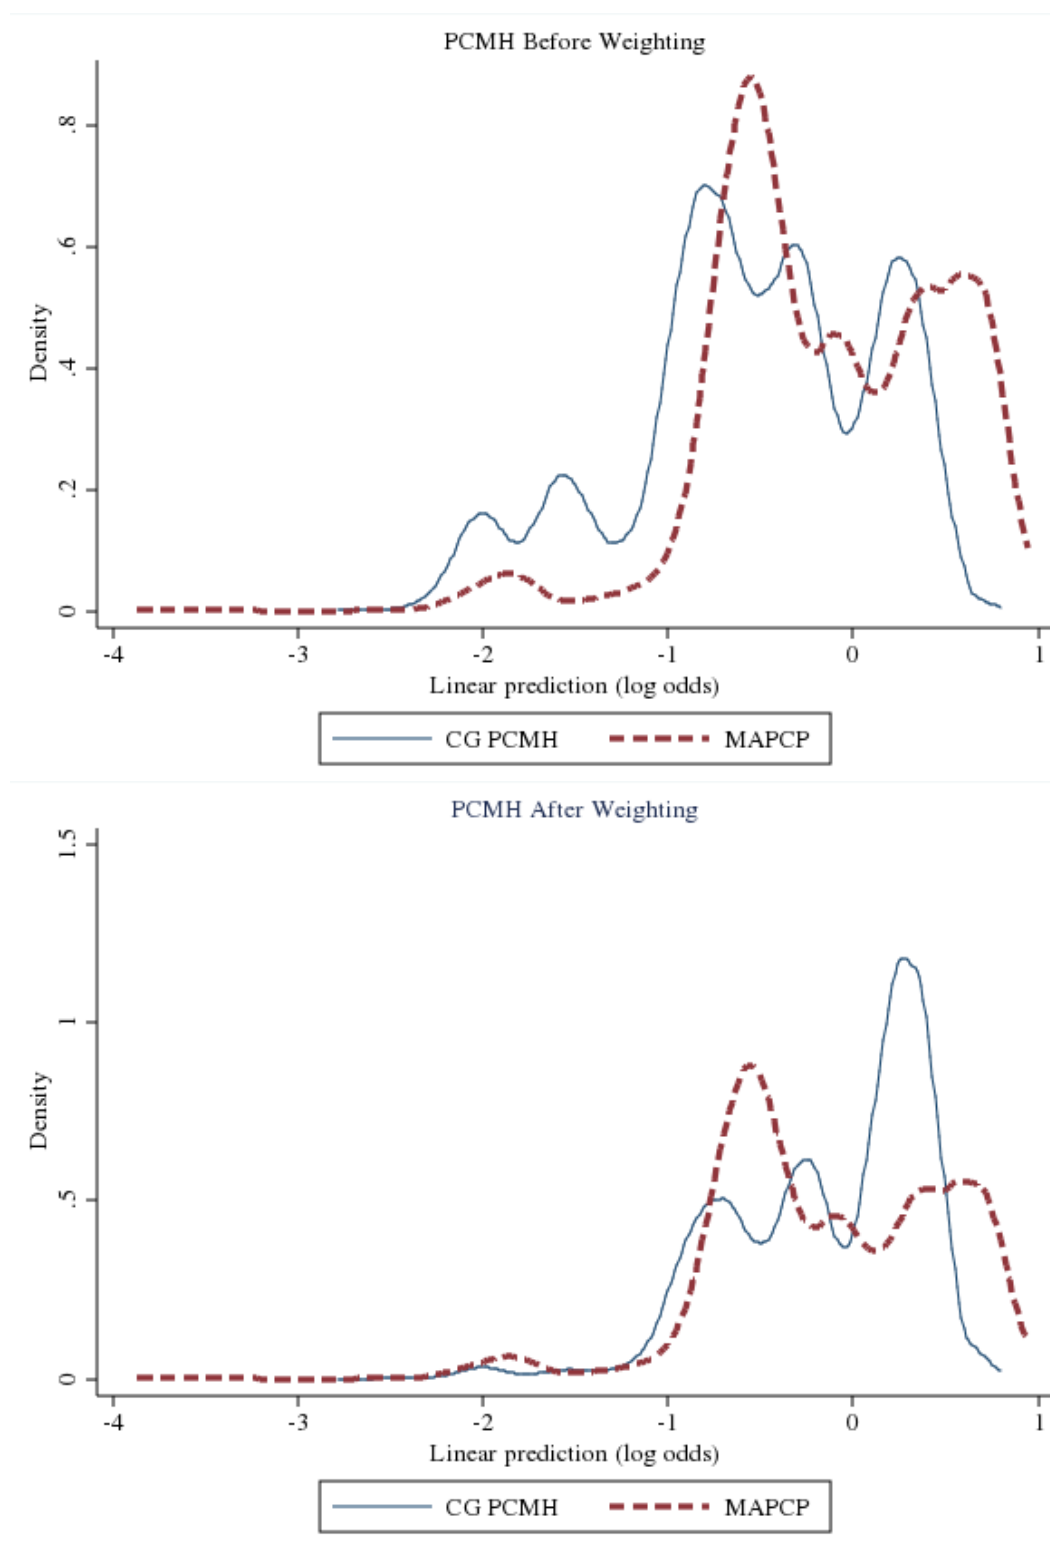 PCMH Before Weighting
.8
.6
.4
.2
0
Density
-4 -3 -2 -1 0 1
Linear prediction (log odds)
CG PCMH MAPCP
PCMH After Weighting
1.5
1
.5
0
Density
-4 -3 -2 -1 0 1
Linear prediction (log odds)
CG PCMH MAPCP